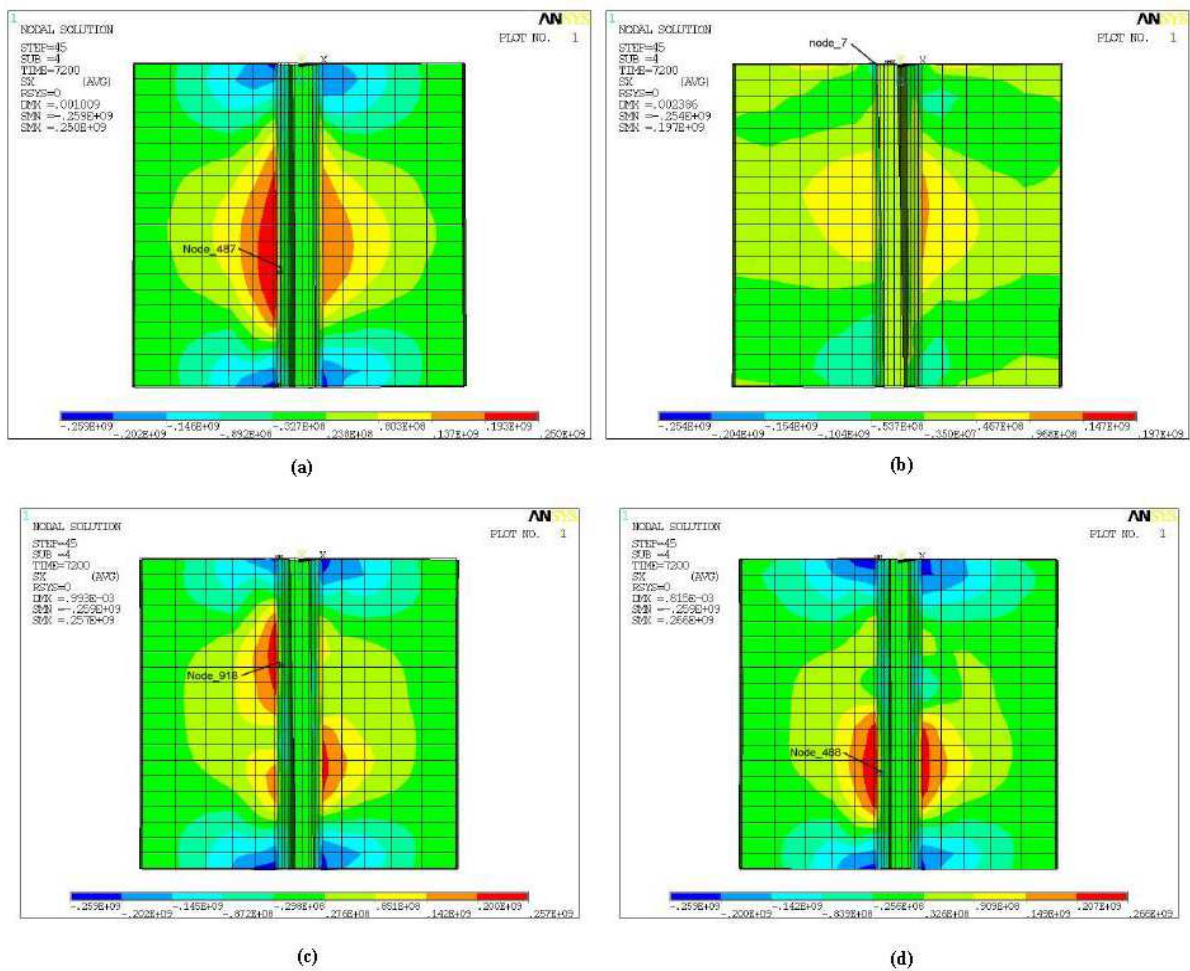 1
ANSYS
NODAL SOLUTION
PLOT NO. 1
STEP=45
SUB =4
TIME=7200
SX (AVG)
RSYS=0
DMX =.001009
SMN =-.259E+09
SMX =.250E+09
X
Node_487
-.259E+09 -.146E+09 -.327E+08 .803E+08 .193E+09
-.202E+09 -.892E+08 .238E+08 .137E+09 .250E+09
(a)
1
ANSYS
NODAL SOLUTION
PLOT NO. 1
node_7
STEP=45
SUB =4
TIME=7200
SX (AVG)
RSYS=0
DMX =.002386
SMN =-.254E+09
SMX =.197E+09
X
-.254E+09 -.154E+09 -.537E+08 .467E+08 .147E+09
-.204E+09 -.104E+09 -.350E+07 .968E+08 .197E+09
(b)
1
ANSYS
NODAL SOLUTION
PLOT NO. 1
STEP=45
SUB =4
TIME=7200
SX (AVG)
RSYS=0
DMX =.993E-03
SMN =-.259E+09
SMX =.257E+09
X
Node_918
-.259E+09 -.145E+09 -.298E+08 .851E+08 .200E+09
-.202E+09 -.872E+08 .276E+08 .142E+09 .257E+09
(c)
1
ANSYS
NODAL SOLUTION
PLOT NO. 1
STEP=45
SUB =4
TIME=7200
SX (AVG)
RSYS=0
DMX =.815E-03
SMN =-.259E+09
SMX =.266E+09
X
Node_488
-.259E+09 -.142E+09 -.256E+08 .909E+08 .207E+09
-.200E+09 -.839E+08 .326E+08 .149E+09 .266E+09
(d)